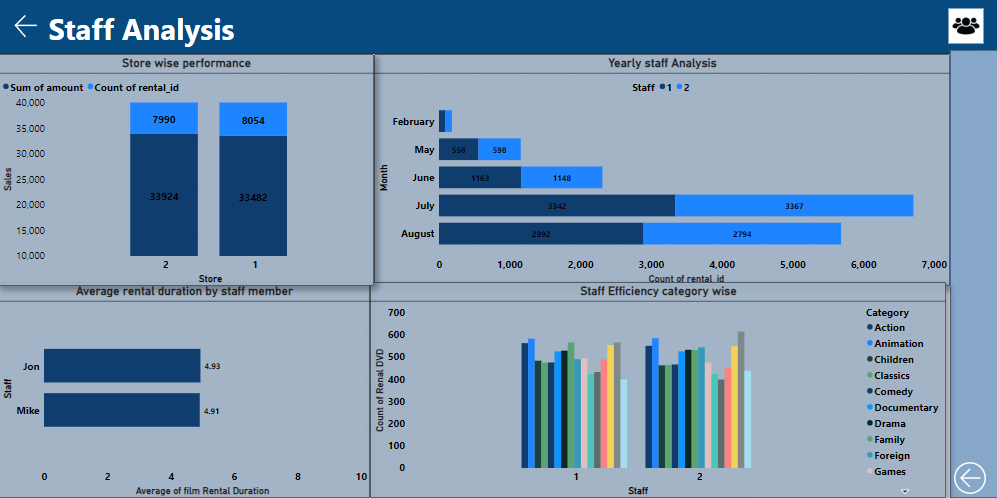 Staff Analysis
Store wise performance
Sum of amount Count of rental_id
40,000
35,000
30,000
25,000
20,000
15,000
10,000
Sales
7990
8054
33924
33482
2
1
Store
Yearly staff Analysis
Staff 1 2
Month
February
May
558
598
June
1163
1148
July
3342
3367
August
2892
2794
0
1,000
2,000
3,000
4,000
5,000
6,000
7,000
Count of rental_id
Average rental duration by staff member
Staff
Jon
4.93
Mike
4.91
0
2
4
6
8
10
Average of film Rental Duration
Staff Efficiency category wise
Count of Renal DVD
700
600
500
400
300
200
100
0
1
2
Staff
Category
Action
Animation
Children
Classics
Comedy
Documentary
Drama
Family
Foreign
Games